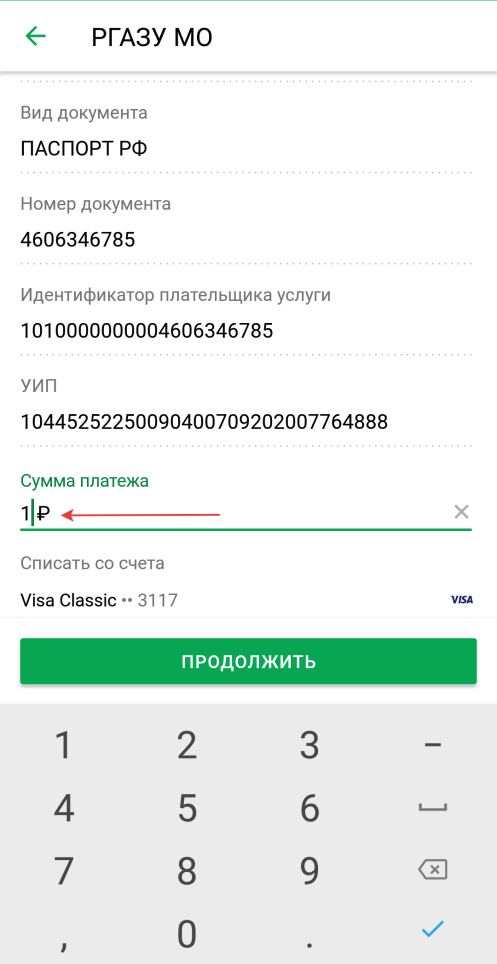 РГАЗУ МО
Вид документа
ПАСПОРТ РФ
Номер документа
4606346785
Идентификатор плательщика услуги
1010000000004606346785
УИП
10445252250090400709202007764888
Сумма платежа
1 ₽
Списать со счета
Visa Classic •• 3117 VISA
ПРОДОЛЖИТЬ
1 2 3 –
4 5 6
7 8 9
, 0 .